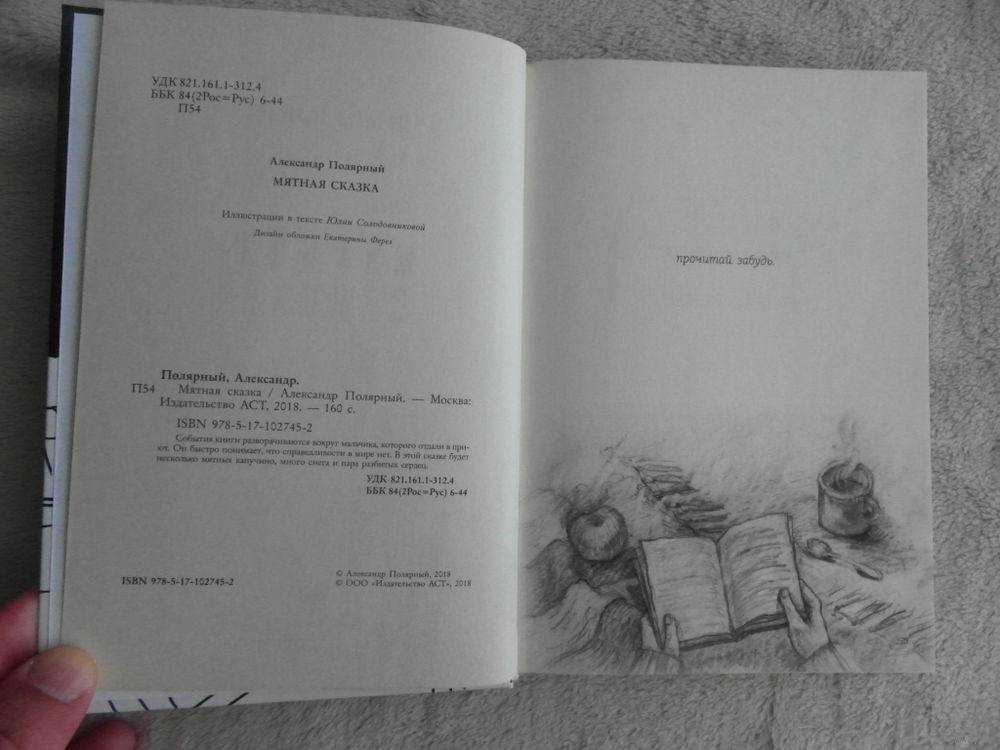 УДК 821.161.1-312.4
ББК 84(2Рос=Рус) 6-44
П54
Александр Полярный
МЯТНАЯ СКАЗКА
Иллюстрации в тексте Юлии Солодовниковой
Дизайн обложки Екатерины Ферез
Полярный, Александр.
П54 Мятная сказка / Александр Полярный. — Москва:
Издательство АСТ, 2018. — 160 с.
ISBN 978-5-17-102745-2
События книги разворачиваются вокруг мальчика, которого отдали в при-
ют. Он быстро понимает, что справедливости в мире нет. В этой сказке будет
несколько мятных капучино, много снега и пара разбитых сердец.
УДК 821.161.1-312.4
ББК 84(2Рос=Рус) 6-44
ISBN 978-5-17-102745-2
© Александр Полярный, 2018
© ООО «Издательство АСТ», 2018
прочитай. забудь.